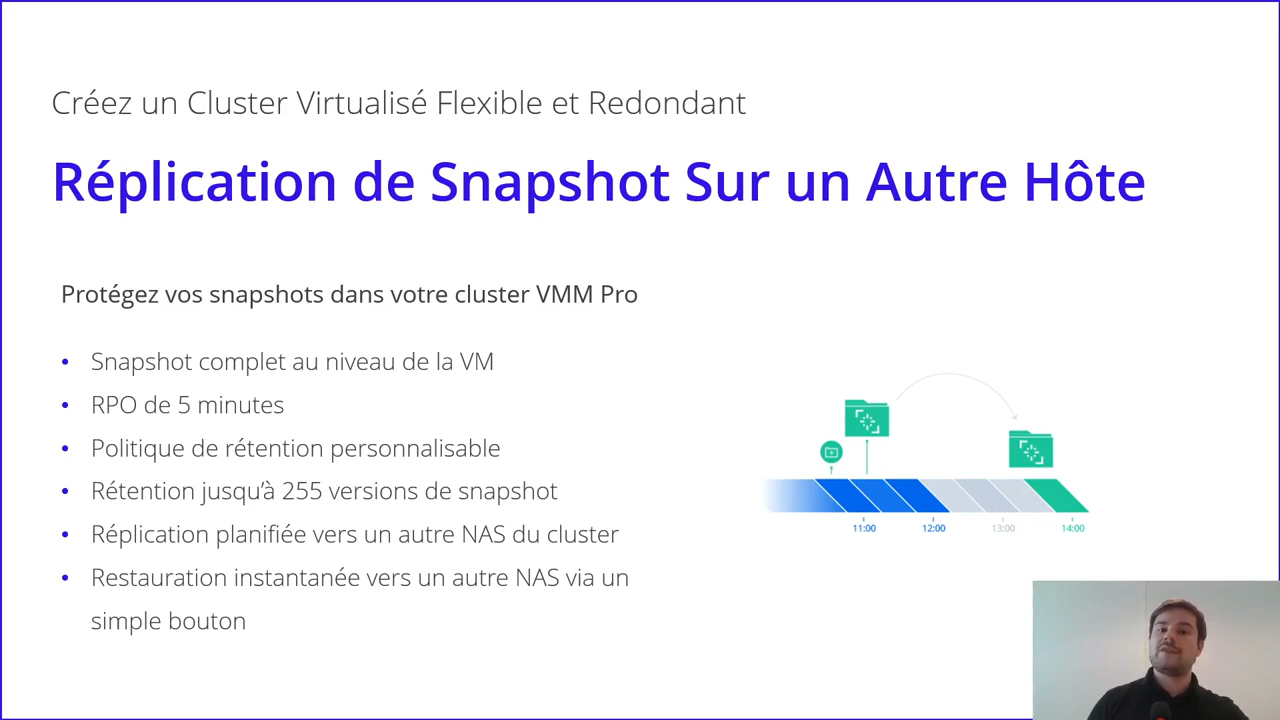 Créez un Cluster Virtualisé Flexible et Redondant
Réplication de Snapshot Sur un Autre Hôte
Protégez vos snapshots dans votre cluster VMM Pro
• Snapshot complet au niveau de la VM
• RPO de 5 minutes
• Politique de rétention personnalisable
• Rétention jusqu’à 255 versions de snapshot
• Réplication planifiée vers un autre NAS du cluster
• Restauration instantanée vers un autre NAS via un
simple bouton
11:00 12:00 13:00 14:00